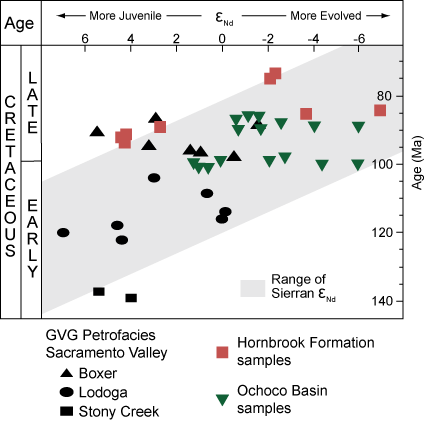 Age
More Juvenile εNd More Evolved
6 4 2 0 -2 -4 -6
CRETACEOUS
LATE
EARLY
80
100
120
140
Age (Ma)
Range of
Sierran εNd
GVG Petrofacies
Sacramento Valley
Boxer
Lodoga
Stony Creek
Hornbrook Formation
samples
Ochoco Basin
samples